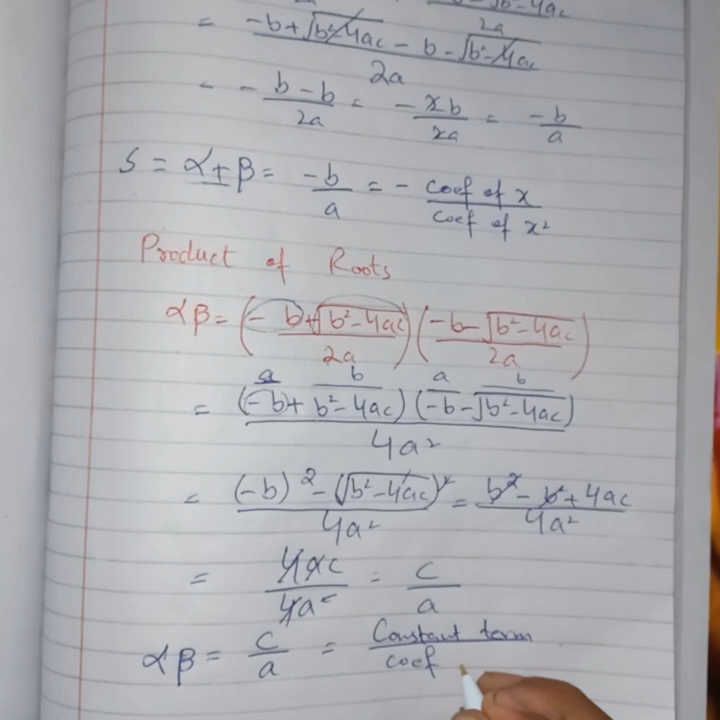 2a
= -b+√b²-4ac - b - √b²-4ac / 2a
- - b-b / 2a = - 2b / 2a = -b / a
S = α+β = -b / a = - coef of x / coef of x²
Product of Roots
αβ = (-b+√b²-4ac / 2a) (-b-√b²-4ac / 2a)
a b a b
= (-b+ b²-4ac) (-b-√b²-4ac) / 4a²
= (-b)² - (√b²-4ac)² / 4a² = b² - b² + 4ac / 4a²
= 4ac / 4a² = c / a
αβ = c / a = Constant term / coef